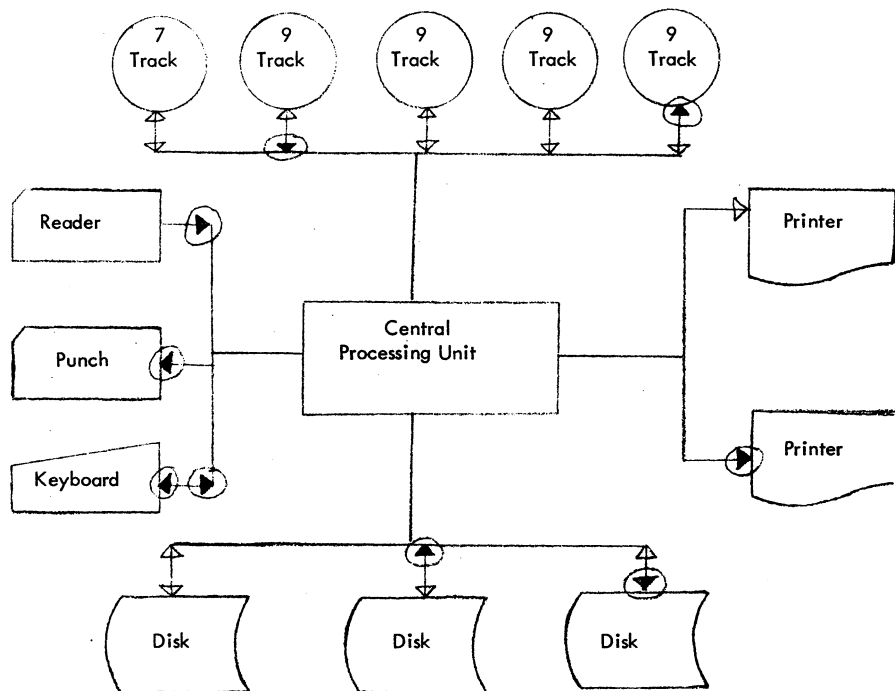 7
Track
9
Track
9
Track
9
Track
9
Track
Reader
Printer
Central
Processing Unit
Punch
Keyboard
Printer
Disk
Disk
Disk